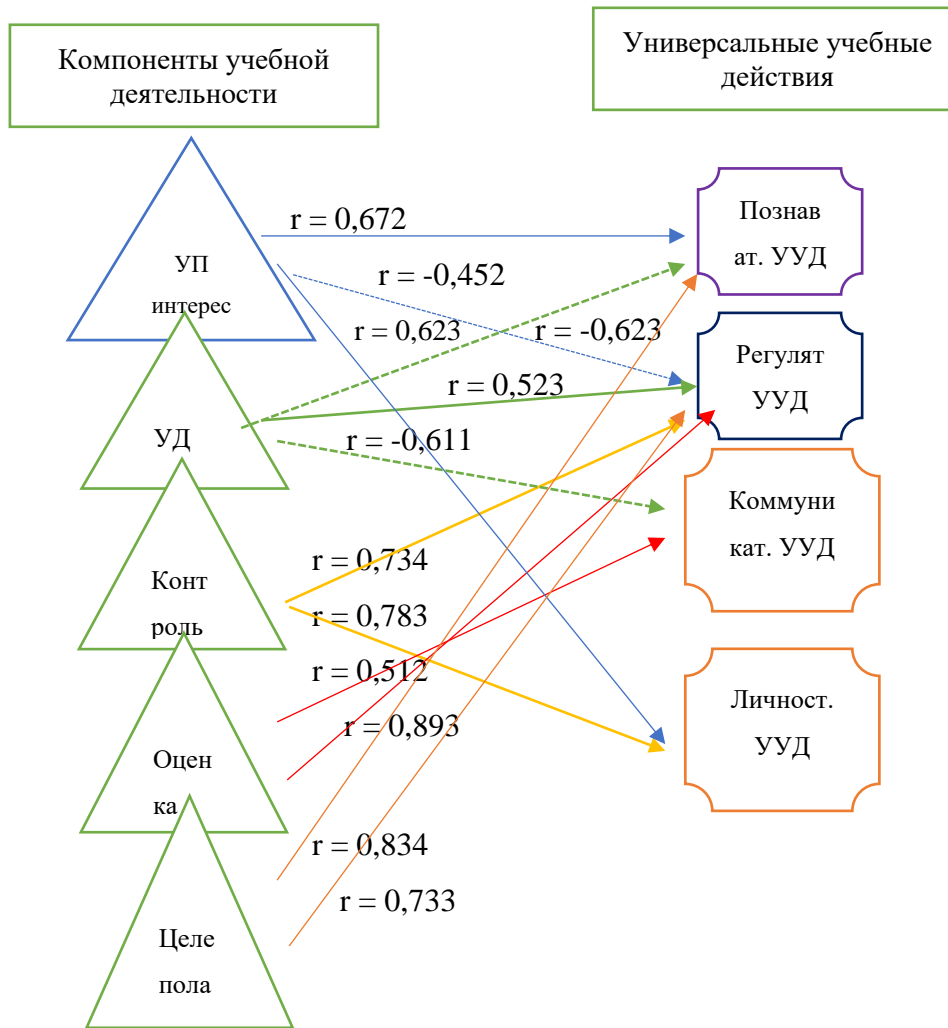 Компоненты учебной
деятельности
Универсальные учебные
действия
УП
интерес
УД
Конт
роль
Оцен
ка
Целе
пола
r = 0,672
r = -0,452
r = 0,623
r = -0,623
r = 0,523
r = -0,611
r = 0,734
r = 0,783
r = 0,512
r = 0,893
r = 0,834
r = 0,733
Познав
ат. УУД
Регулят
УУД
Коммуни
кат. УУД
Личност.
УУД